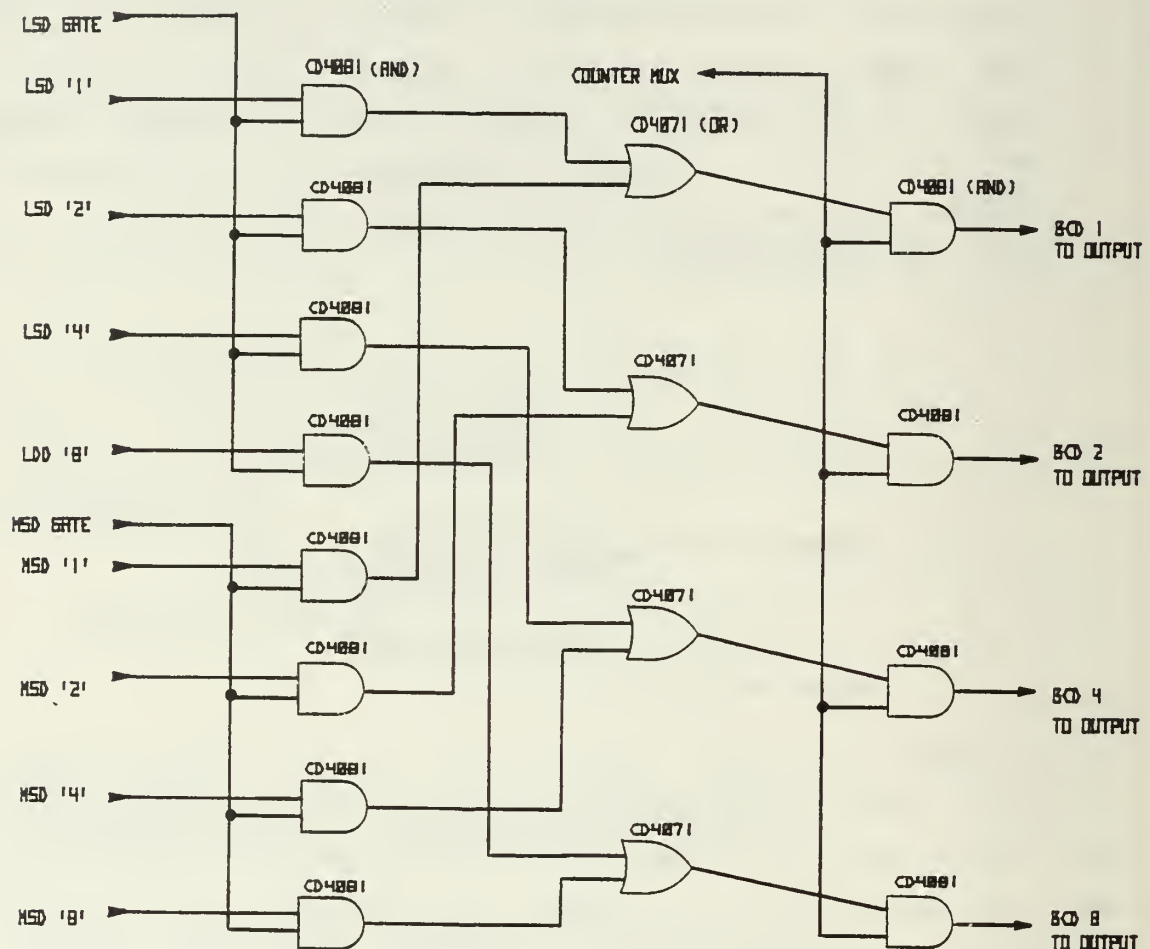 LSD GATE
LSD '1'
CD4081 (AND)
COUNTER MUX
CD4071 (OR)
CD4081 (AND)
BCD 1
TO OUTPUT
LSD '2'
CD4081
LSD '4'
CD4081
CD4071
CD4081
BCD 2
TO OUTPUT
LDD '8'
CD4081
MSD GATE
MSD '1'
CD4081
MSD '2'
CD4081
CD4071
CD4081
BCD 4
TO OUTPUT
MSD '4'
CD4081
CD4071
CD4081
MSD '8'
CD4081
BCD 8
TO OUTPUT